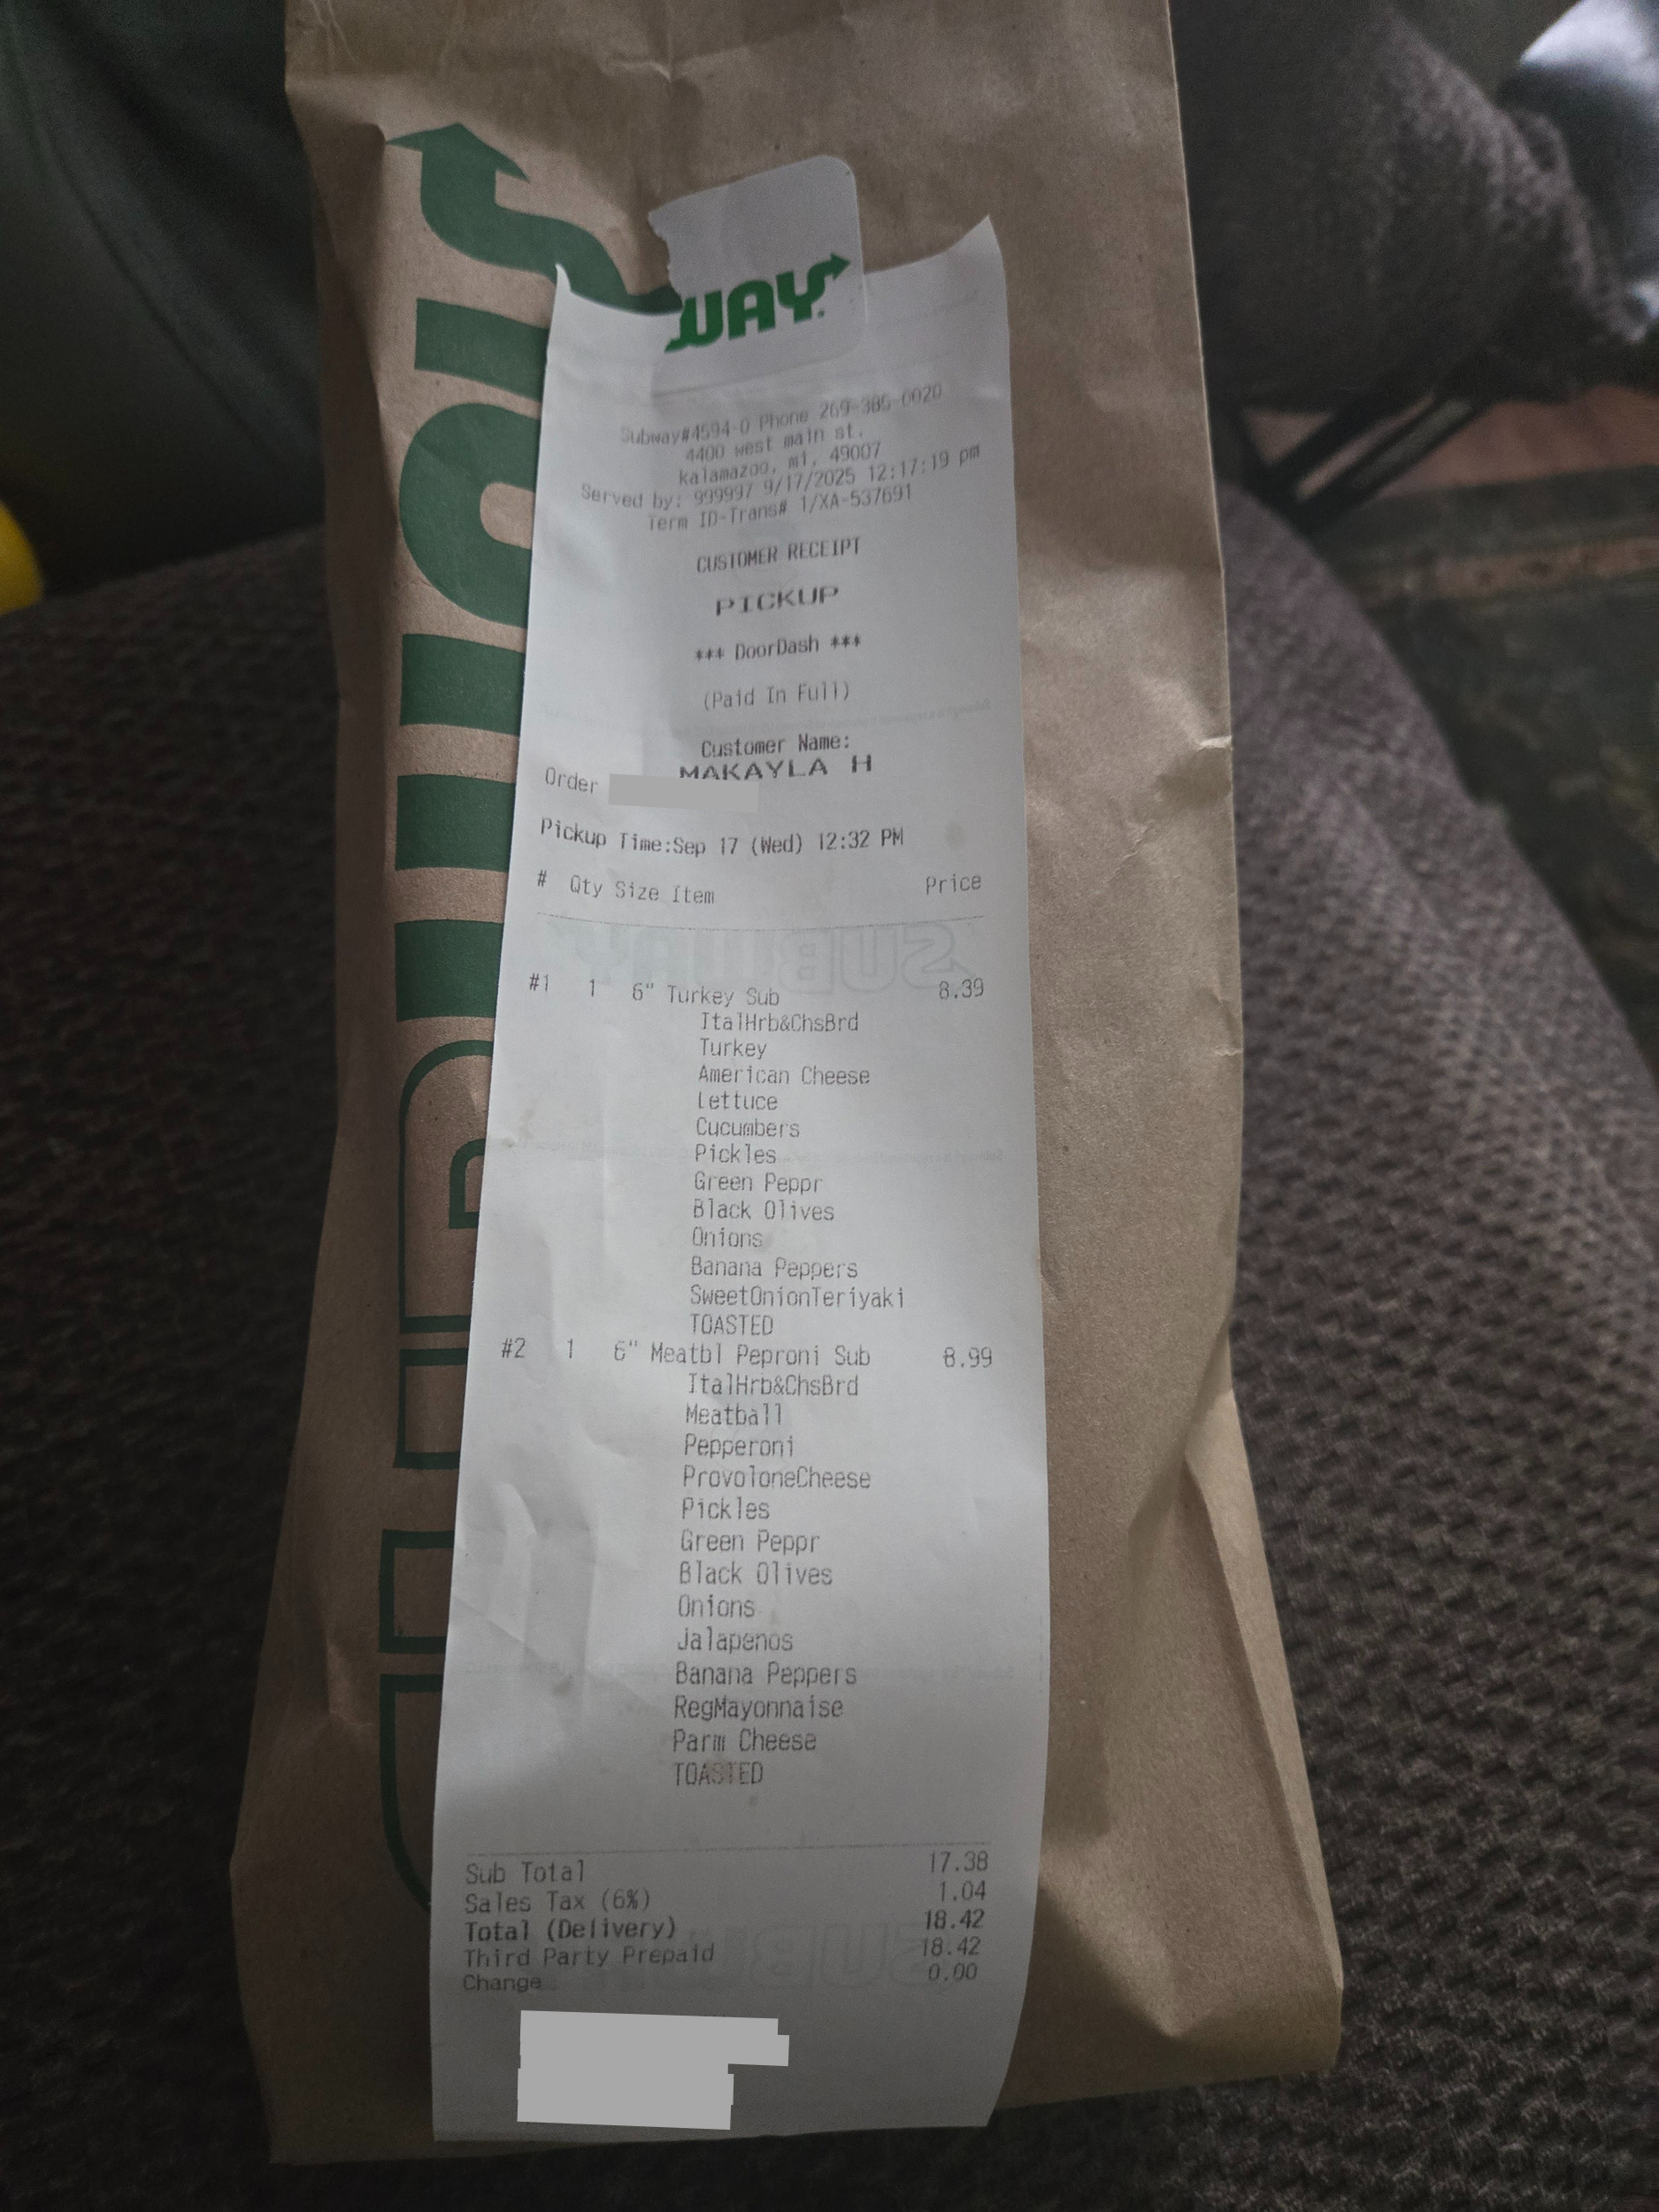 SUBWAY
WAY
Subway#4594-0 Phone 269-385-0020
4400 west main st.
kalamazoo, mi, 49007
Served by: 999997 9/17/2025 12:17:19 pm
Term ID-Trans# 1/XA-537691
CUSTOMER RECEIPT
PICKUP
*** DoorDash ***
(Paid In Full)
Customer Name:
MAKAYLA H
Order
Pickup Time:Sep 17 (Wed) 12:32 PM
# Qty Size Item Price
#1 1 6" Turkey Sub 8.39
ItalHrb&ChsBrd
Turkey
American Cheese
Lettuce
Cucumbers
Pickles
Green Peppr
Black Olives
Onions
Banana Peppers
SweetOnionTeriyaki
TOASTED
#2 1 6" Meatbl Peproni Sub 8.99
ItalHrb&ChsBrd
Meatball
Pepperoni
ProvoloneCheese
Pickles
Green Peppr
Black Olives
Onions
Jalapenos
Banana Peppers
RegMayonnaise
Parm Cheese
TOASTED
Sub Total 17.38
Sales Tax (6%) 1.04
Total (Delivery) 18.42
Third Party Prepaid 18.42
Change 0.00